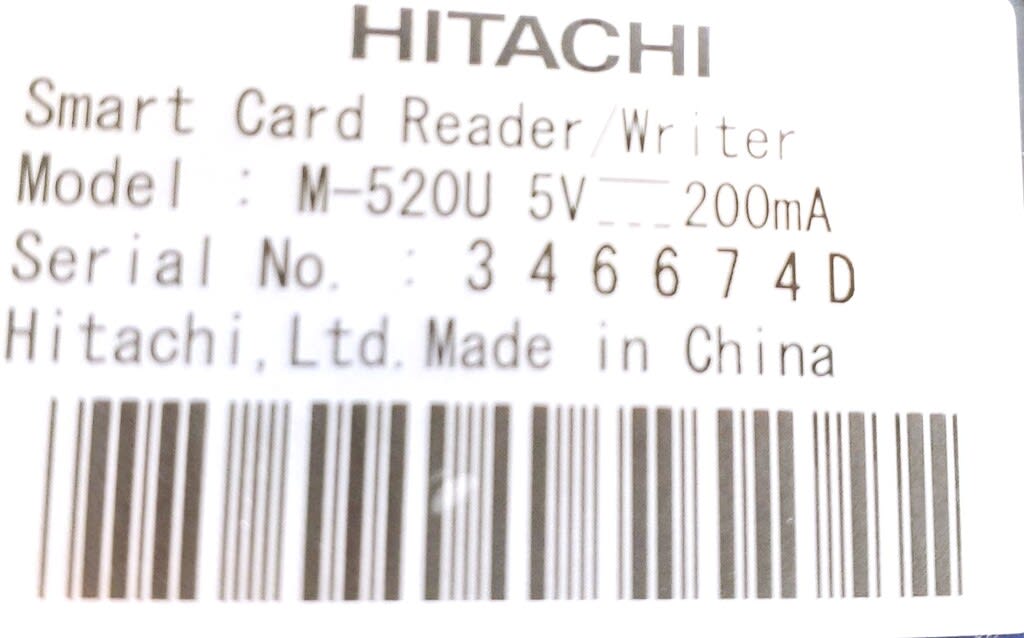 HITACHI
Smart Card Reader/Writer
Model : M-520U 5V⎓200mA
Serial No. : 346674D
Hitachi,Ltd. Made in China